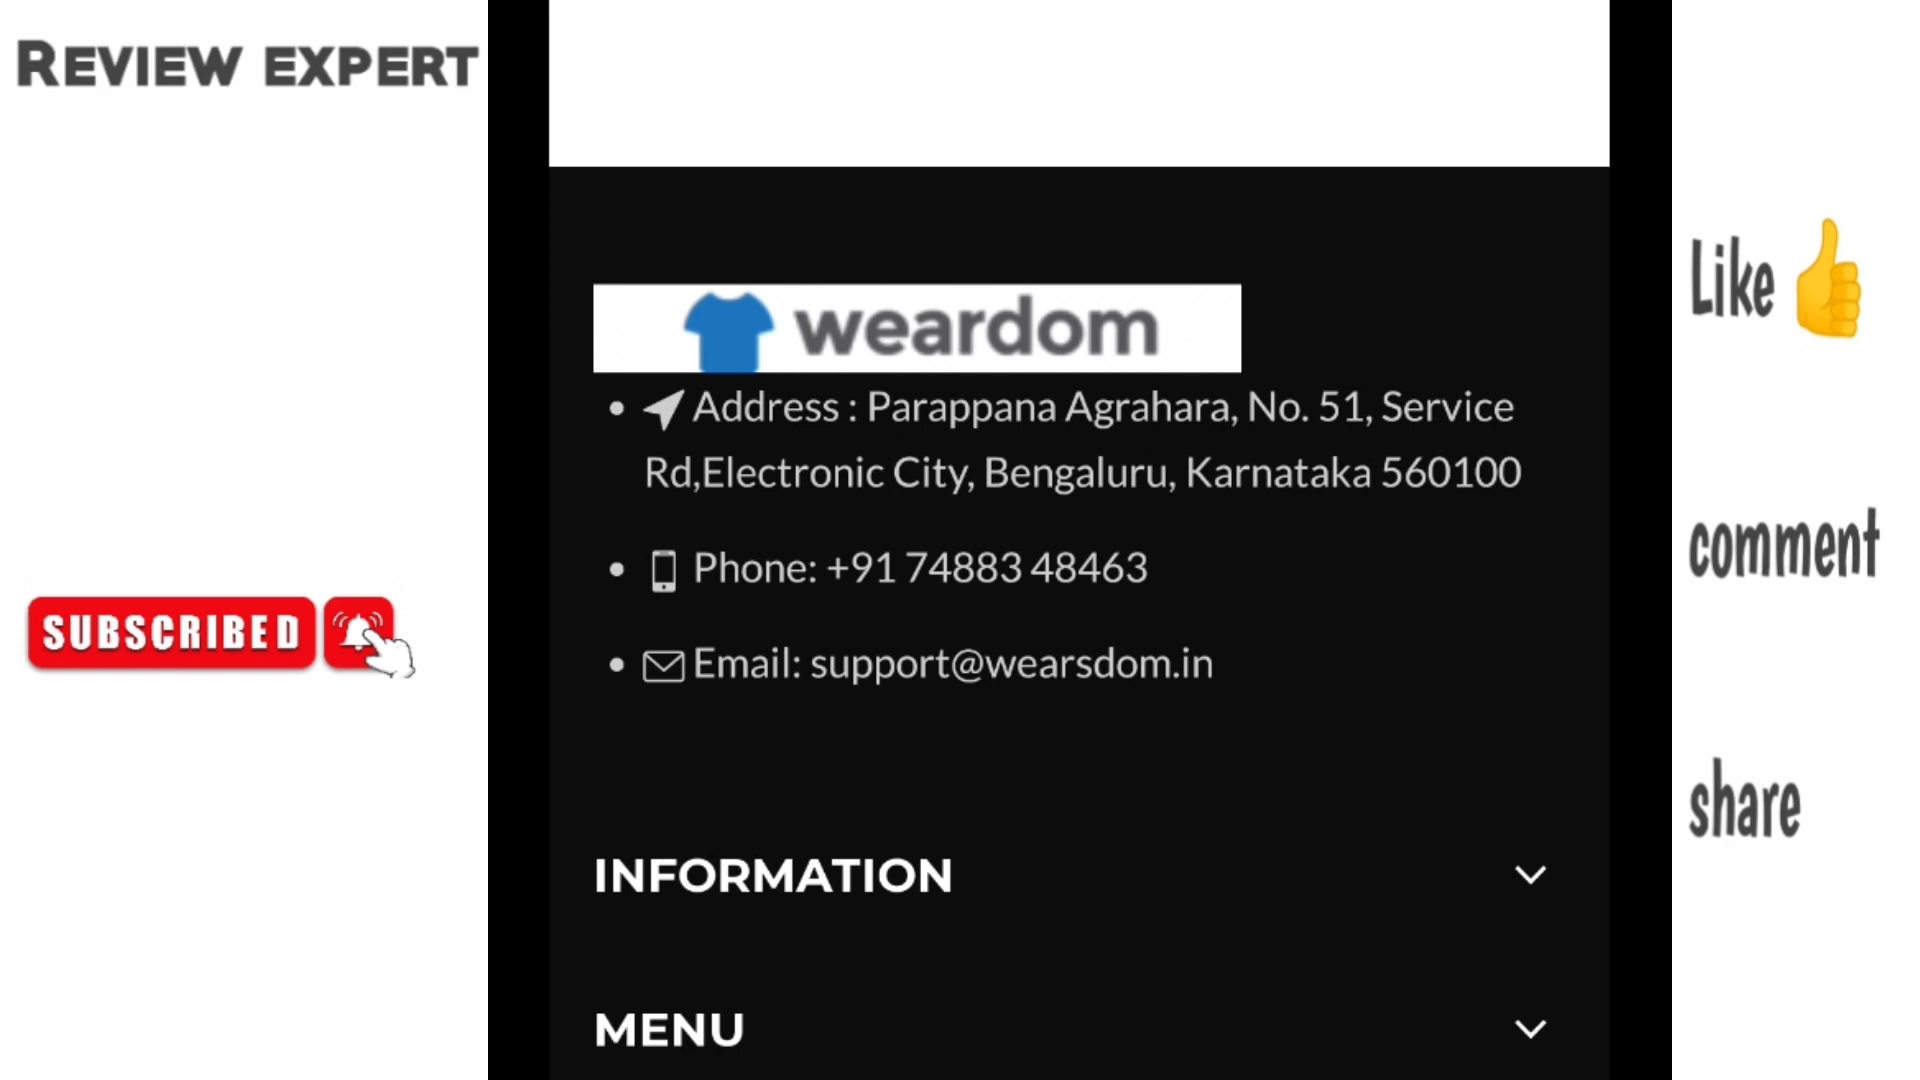 REVIEW EXPERT
weardom
Address : Parappana Agrahara, No. 51, Service
Rd,Electronic City, Bengaluru, Karnataka 560100
Phone: +91 74883 48463
Email: support@wearsdom.in
INFORMATION
MENU
SUBSCRIBED
Like
comment
share